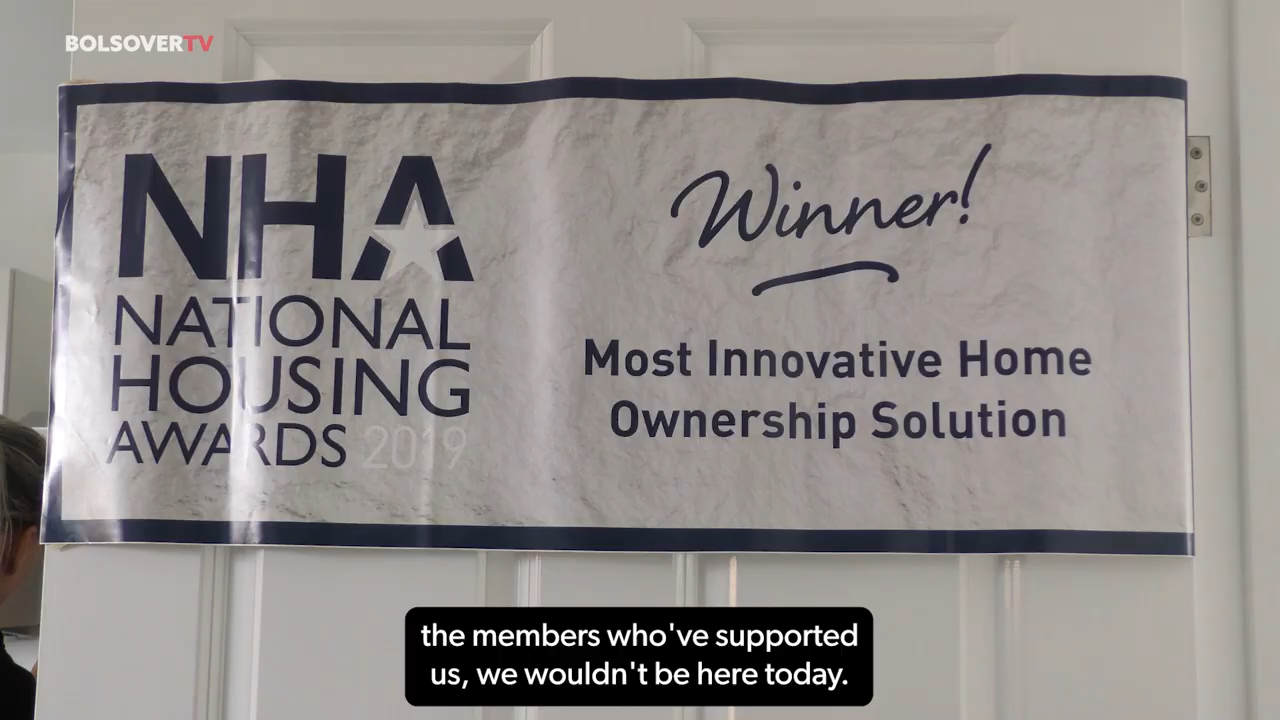 BOLSOVERTV
NHA
NATIONAL
HOUSING
AWARDS 2019
Winner!
Most Innovative Home
Ownership Solution
the members who've supported
us, we wouldn't be here today.